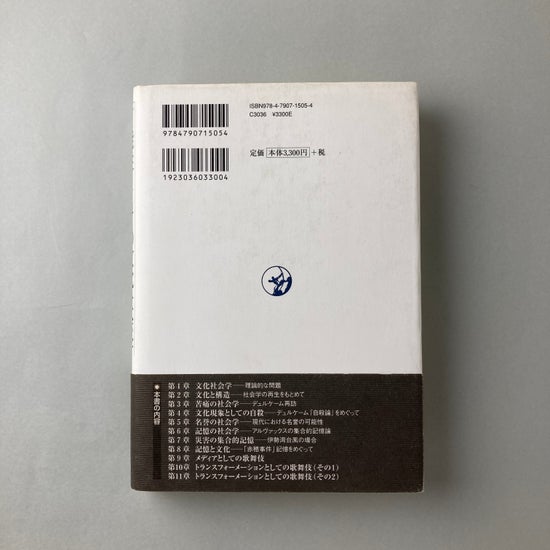 ISBN978-4-7907-1505-4
C3036 ¥3300E
9784790715054
定価 本体3,300円 +税
1923036033004
●本書の内容
第1章 文化社会学──理論的な問題
第2章 文化と構造──社会学の再生をもとめて
第3章 苦痛の社会学──デュルケーム再訪
第4章 文化現象としての自殺──デュルケーム『自殺論』をめぐって
第5章 名誉の社会学──現代における名誉の可能性
第6章 記憶の社会学──アルヴァックスの集合的記憶論
第7章 災害の集合的記憶──伊勢湾台風の場合
第8章 記憶と文化──「赤穂事件」記憶をめぐって
第9章 メディアとしての歌舞伎
第10章 トランスフォーメーションとしての歌舞伎(その1)
第11章 トランスフォーメーションとしての歌舞伎(その2)